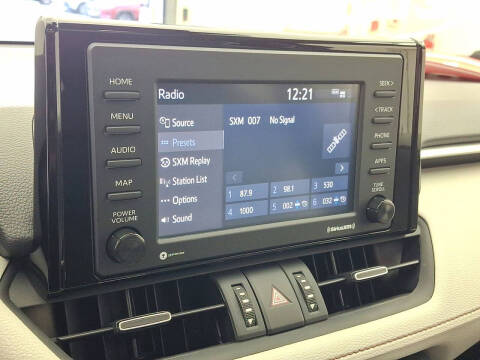 HOME
MENU
AUDIO
MAP
POWER
VOLUME
Radio
12:21
Source
Presets
SXM Replay
Station List
Options
Sound
SXM 007 No Signal
1 87.9
2 98.1
3 530
4 1000
5 002
6 032
SEEK >
< TRACK
PHONE
APPS
TUNE
SCROLL
SiriusXM